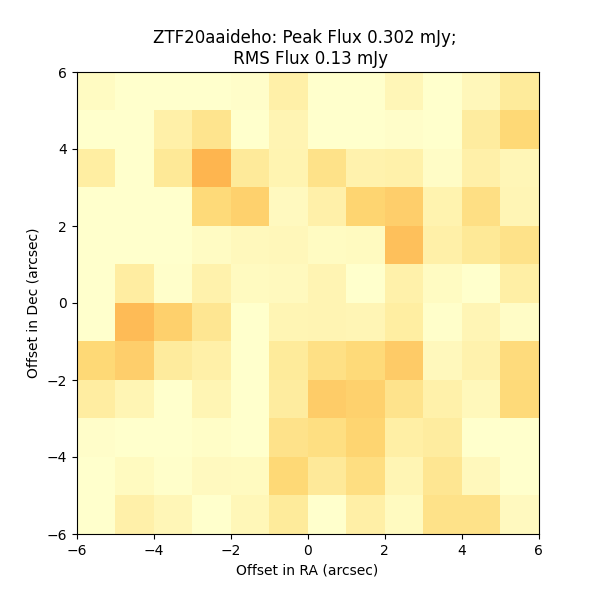 ZTF20aaideho: Peak Flux 0.302 mJy;
RMS Flux 0.13 mJy
6
4
2
0
−2
−4
−6
Offset in Dec (arcsec)
−6 −4 −2 0 2 4 6
Offset in RA (arcsec)